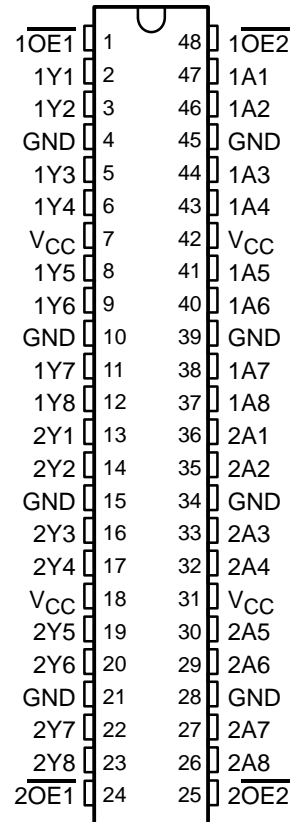 1OE1 1 48 1OE2
1Y1 2 47 1A1
1Y2 3 46 1A2
GND 4 45 GND
1Y3 5 44 1A3
1Y4 6 43 1A4
VCC 7 42 VCC
1Y5 8 41 1A5
1Y6 9 40 1A6
GND 10 39 GND
1Y7 11 38 1A7
1Y8 12 37 1A8
2Y1 13 36 2A1
2Y2 14 35 2A2
GND 15 34 GND
2Y3 16 33 2A3
2Y4 17 32 2A4
VCC 18 31 VCC
2Y5 19 30 2A5
2Y6 20 29 2A6
GND 21 28 GND
2Y7 22 27 2A7
2Y8 23 26 2A8
2OE1 24 25 2OE2